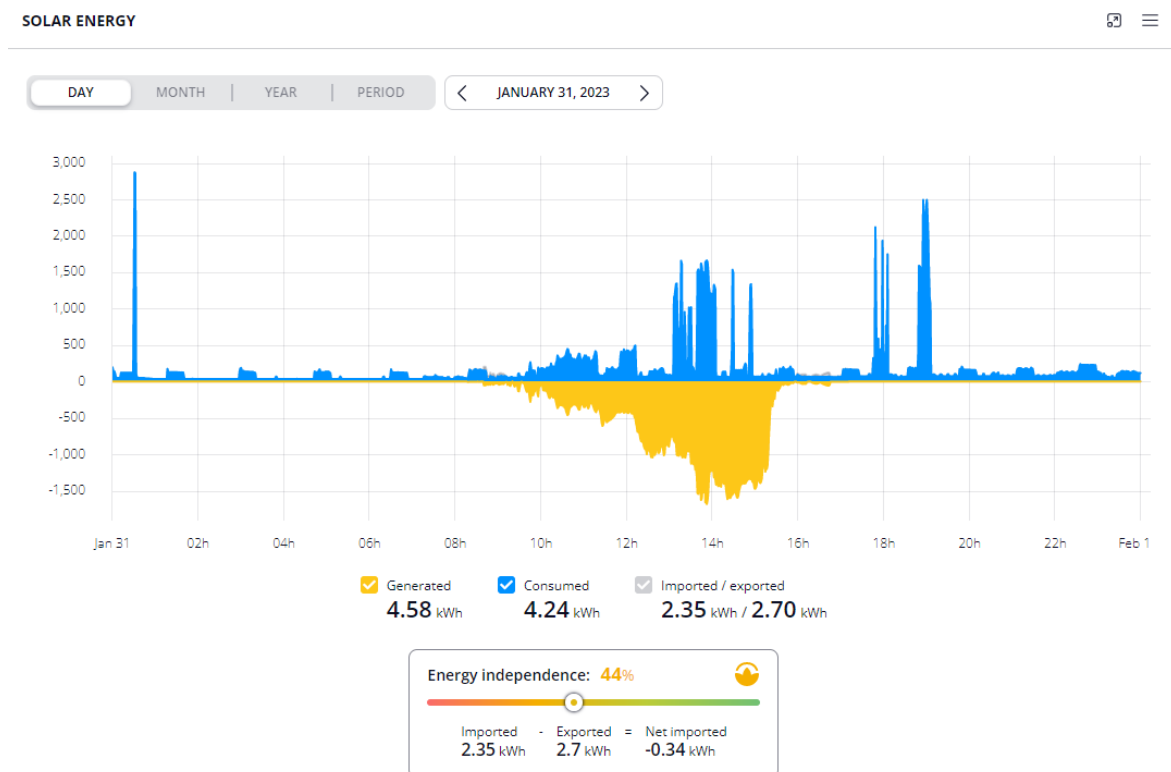 SOLAR ENERGY
DAY MONTH | YEAR | PERIOD < JANUARY 31, 2023 >
3,000
2,500
2,000
1,500
1,000
500
0
-500
-1,000
-1,500
Jan 31 02h 04h 06h 08h 10h 12h 14h 16h 18h 20h 22h Feb 1
Generated Consumed Imported / exported
4.58 kWh 4.24 kWh 2.35 kWh / 2.70 kWh
Energy independence: 44%
Imported - Exported = Net imported
2.35 kWh 2.7 kWh -0.34 kWh